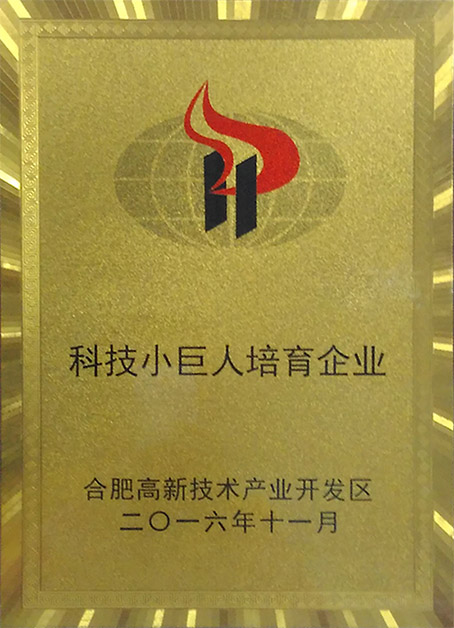 科技小巨人培育企业
合肥高新技术产业开发区
二〇一六年十一月